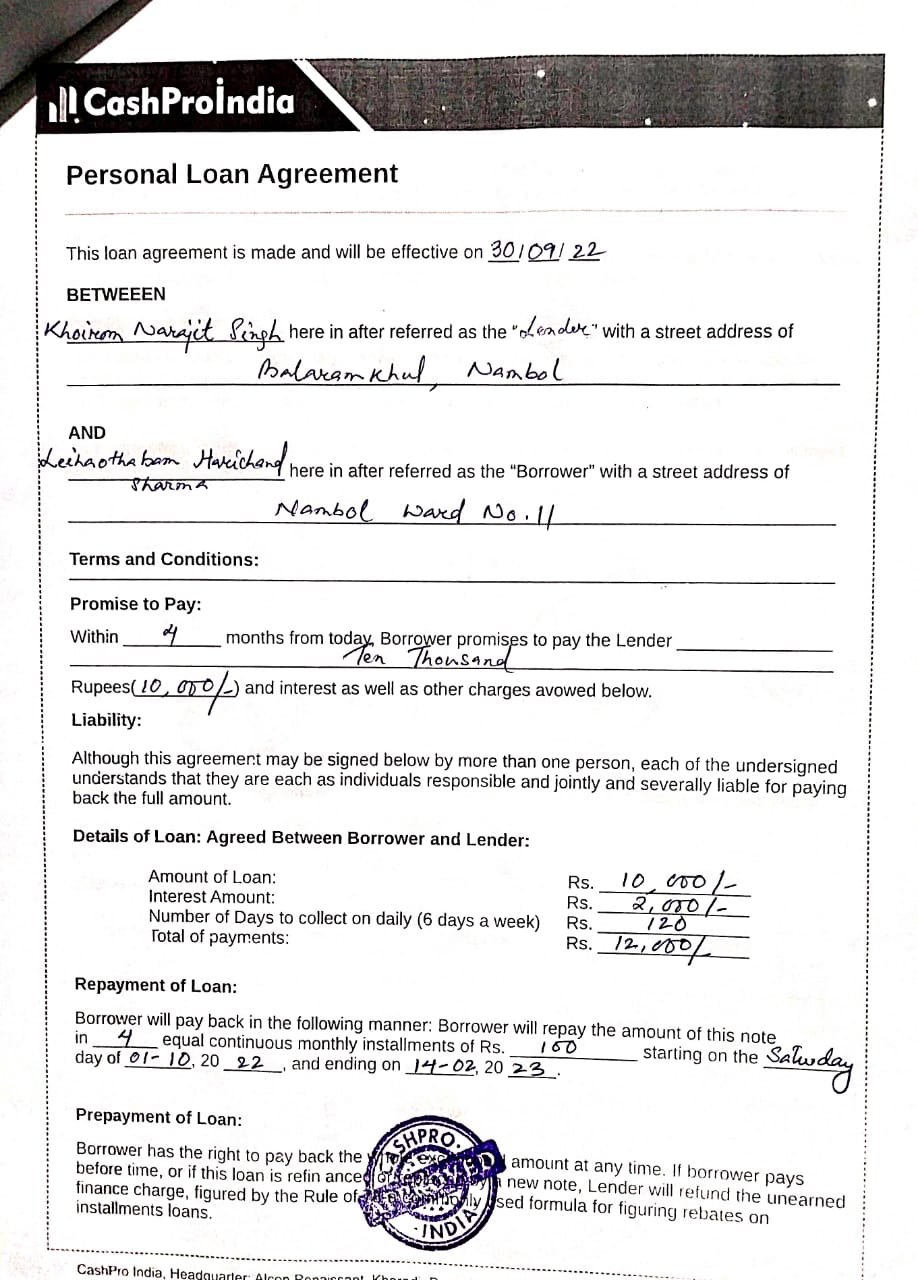 CashProIndia
Personal Loan Agreement
This loan agreement is made and will be effective on 30/09/22
BETWEEEN
Khoirom Narajit Singh here in after referred as the "Lender" with a street address of
Balaram Khul, Nambol
AND
Leihaothabam Harichand here in after referred as the "Borrower" with a street address of
Sharma
Nambol Ward No. 11
Terms and Conditions:
Promise to Pay:
Within 4 months from today, Borrower promises to pay the Lender
Ten Thousand
Rupees(10,000/-) and interest as well as other charges avowed below.
Liability:
Although this agreement may be signed below by more than one person, each of the undersigned
understands that they are each as individuals responsible and jointly and severally liable for paying
back the full amount.
Details of Loan: Agreed Between Borrower and Lender:
Amount of Loan: Rs. 10,000/-
Interest Amount: Rs. 2,000/-
Number of Days to collect on daily (6 days a week) Rs. 120
Total of payments: Rs. 12,000/-
Repayment of Loan:
Borrower will pay back in the following manner: Borrower will repay the amount of this note
in 4 equal continuous monthly installments of Rs. 100 starting on the Saturday
day of 01-10, 20 22, and ending on 14-02, 20 23.
Prepayment of Loan:
Borrower has the right to pay back the amount at any time. If borrower pays
before time, or if this loan is refin anced new note, Lender will refund the unearned
finance charge, figured by the Rule of formula for figuring rebates on
installments loans.
CASHPRO
INDIA
CashPro India, Headquarter: